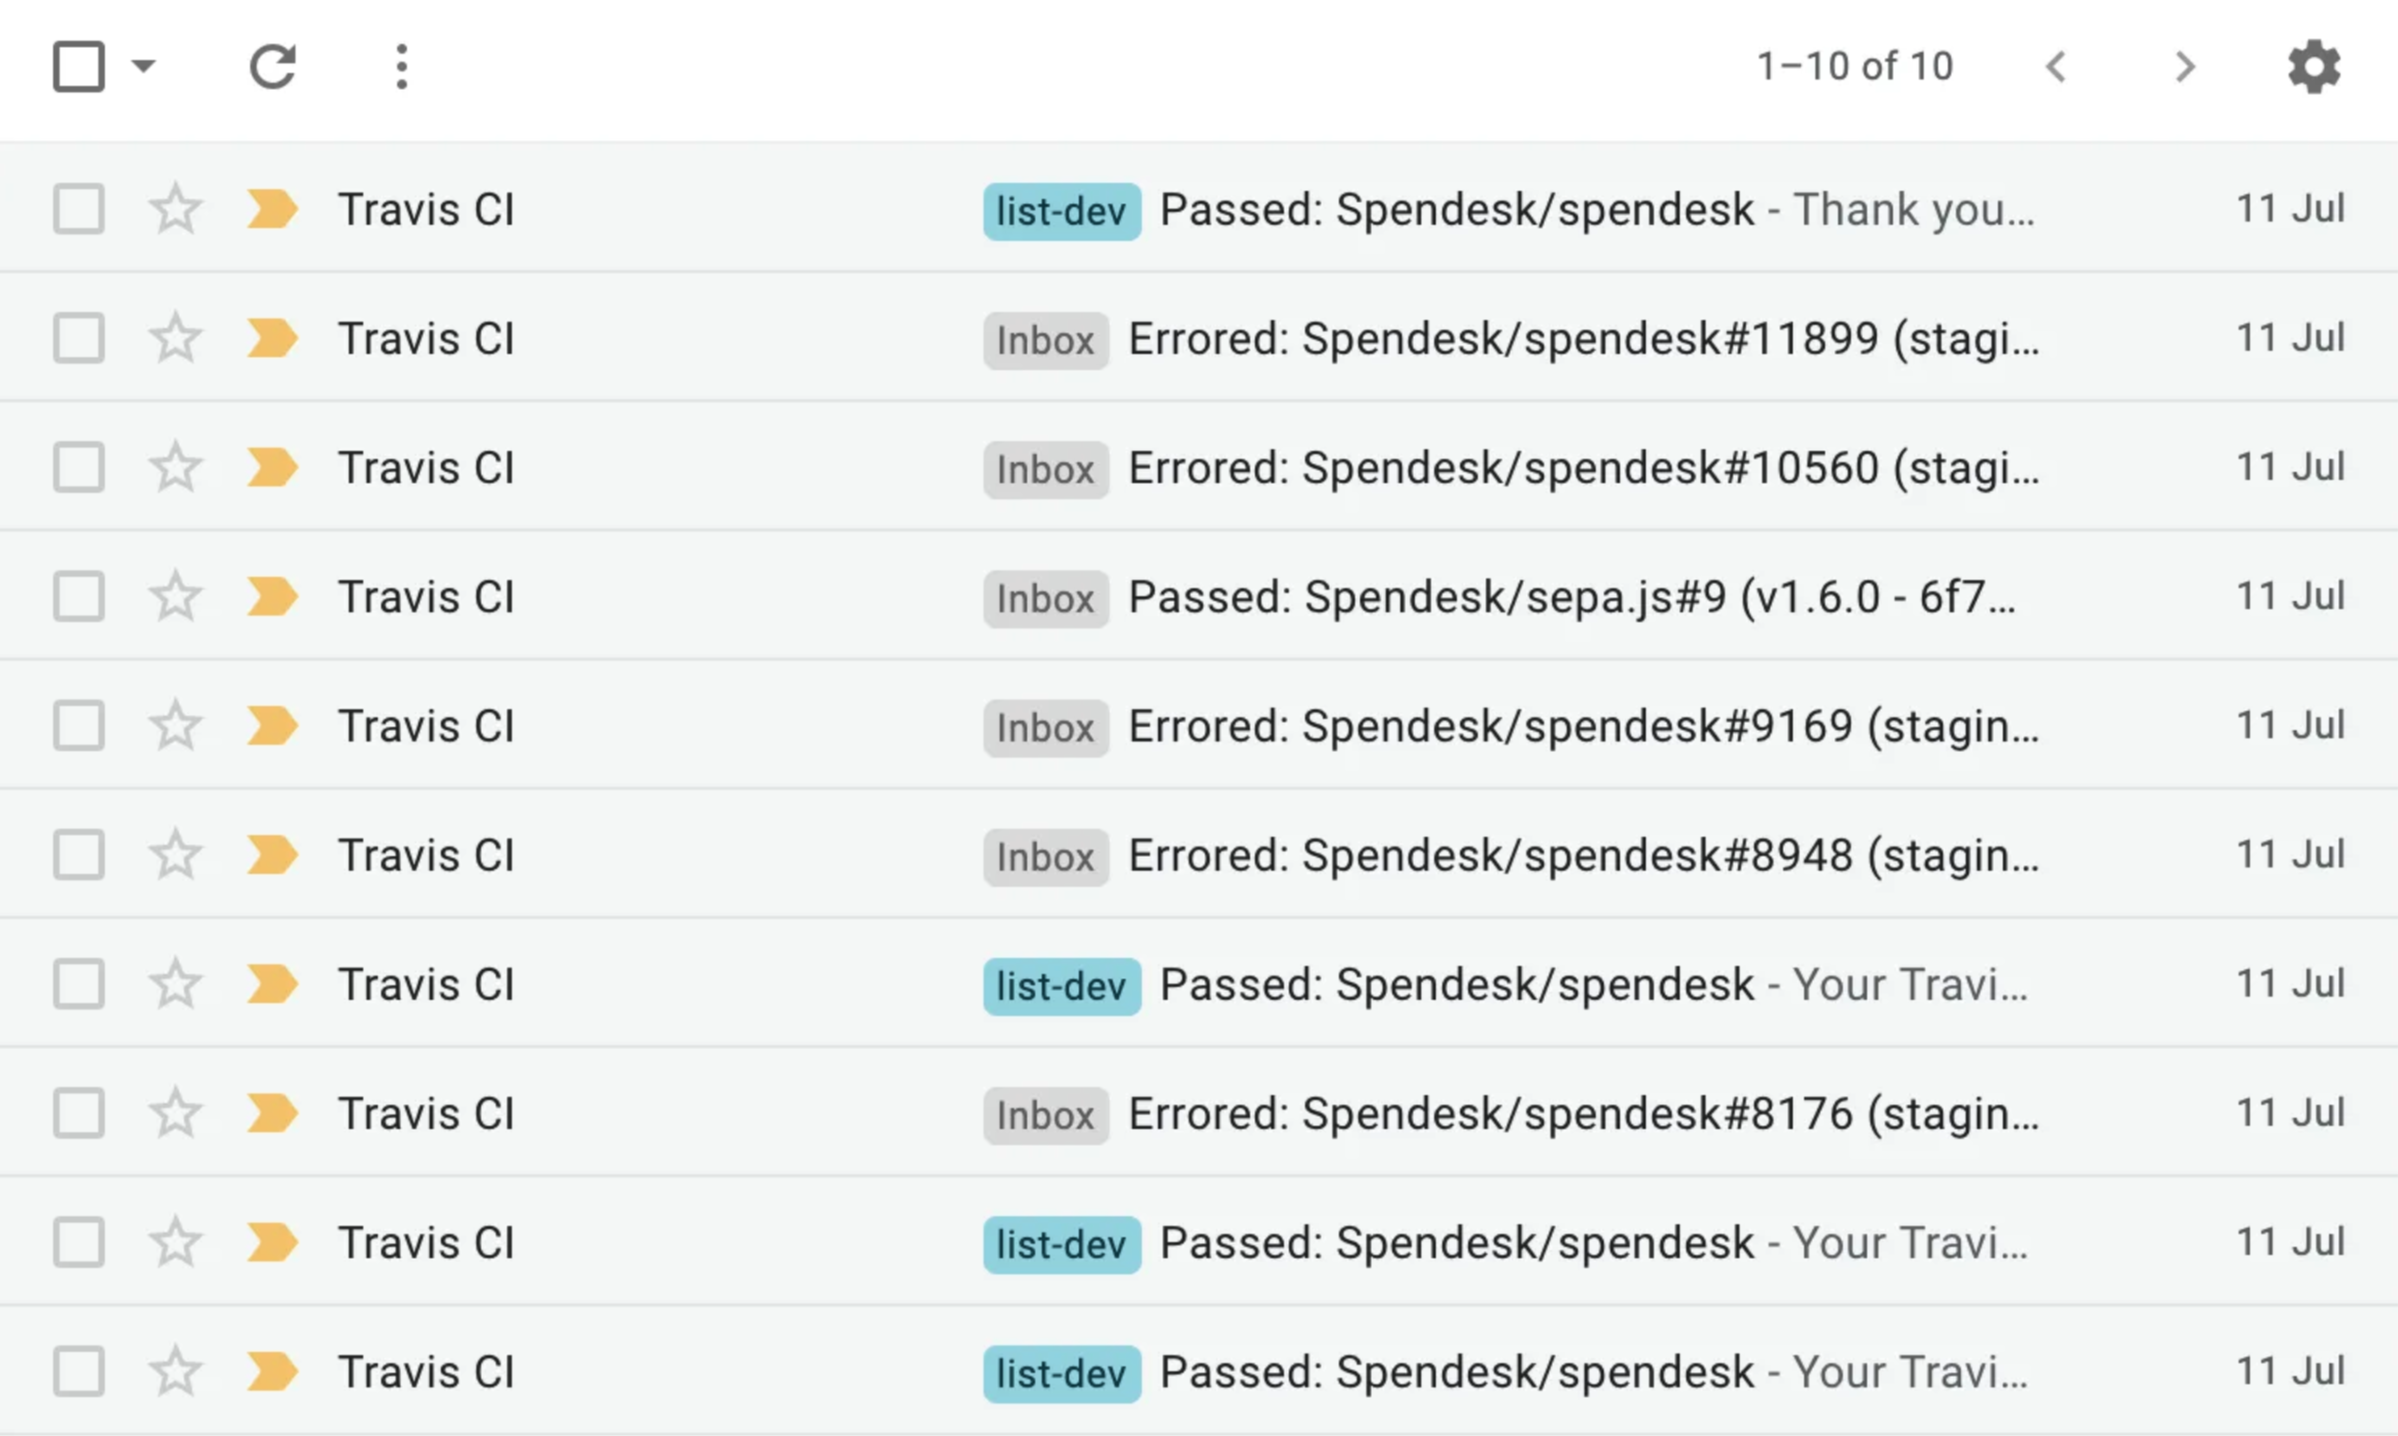 1–10 of 10
Travis CI list-dev Passed: Spendesk/spendesk - Thank you… 11 Jul
Travis CI Inbox Errored: Spendesk/spendesk#11899 (stagi… 11 Jul
Travis CI Inbox Errored: Spendesk/spendesk#10560 (stagi… 11 Jul
Travis CI Inbox Passed: Spendesk/sepa.js#9 (v1.6.0 - 6f7… 11 Jul
Travis CI Inbox Errored: Spendesk/spendesk#9169 (stagin… 11 Jul
Travis CI Inbox Errored: Spendesk/spendesk#8948 (stagin… 11 Jul
Travis CI list-dev Passed: Spendesk/spendesk - Your Travi… 11 Jul
Travis CI Inbox Errored: Spendesk/spendesk#8176 (stagin… 11 Jul
Travis CI list-dev Passed: Spendesk/spendesk - Your Travi… 11 Jul
Travis CI list-dev Passed: Spendesk/spendesk - Your Travi… 11 Jul